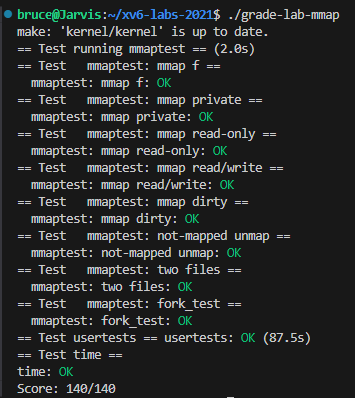 bruce@Jarvis:~/xv6-labs-2021$ ./grade-lab-mmap
make: 'kernel/kernel' is up to date.
== Test running mmaptest == (2.0s)
== Test   mmaptest: mmap f ==
  mmaptest: mmap f: OK
== Test   mmaptest: mmap private ==
  mmaptest: mmap private: OK
== Test   mmaptest: mmap read-only ==
  mmaptest: mmap read-only: OK
== Test   mmaptest: mmap read/write ==
  mmaptest: mmap read/write: OK
== Test   mmaptest: mmap dirty ==
  mmaptest: mmap dirty: OK
== Test   mmaptest: not-mapped unmap ==
  mmaptest: not-mapped unmap: OK
== Test   mmaptest: two files ==
  mmaptest: two files: OK
== Test   mmaptest: fork_test ==
  mmaptest: fork_test: OK
== Test usertests == usertests: OK (87.5s)
== Test time ==
time: OK
Score: 140/140